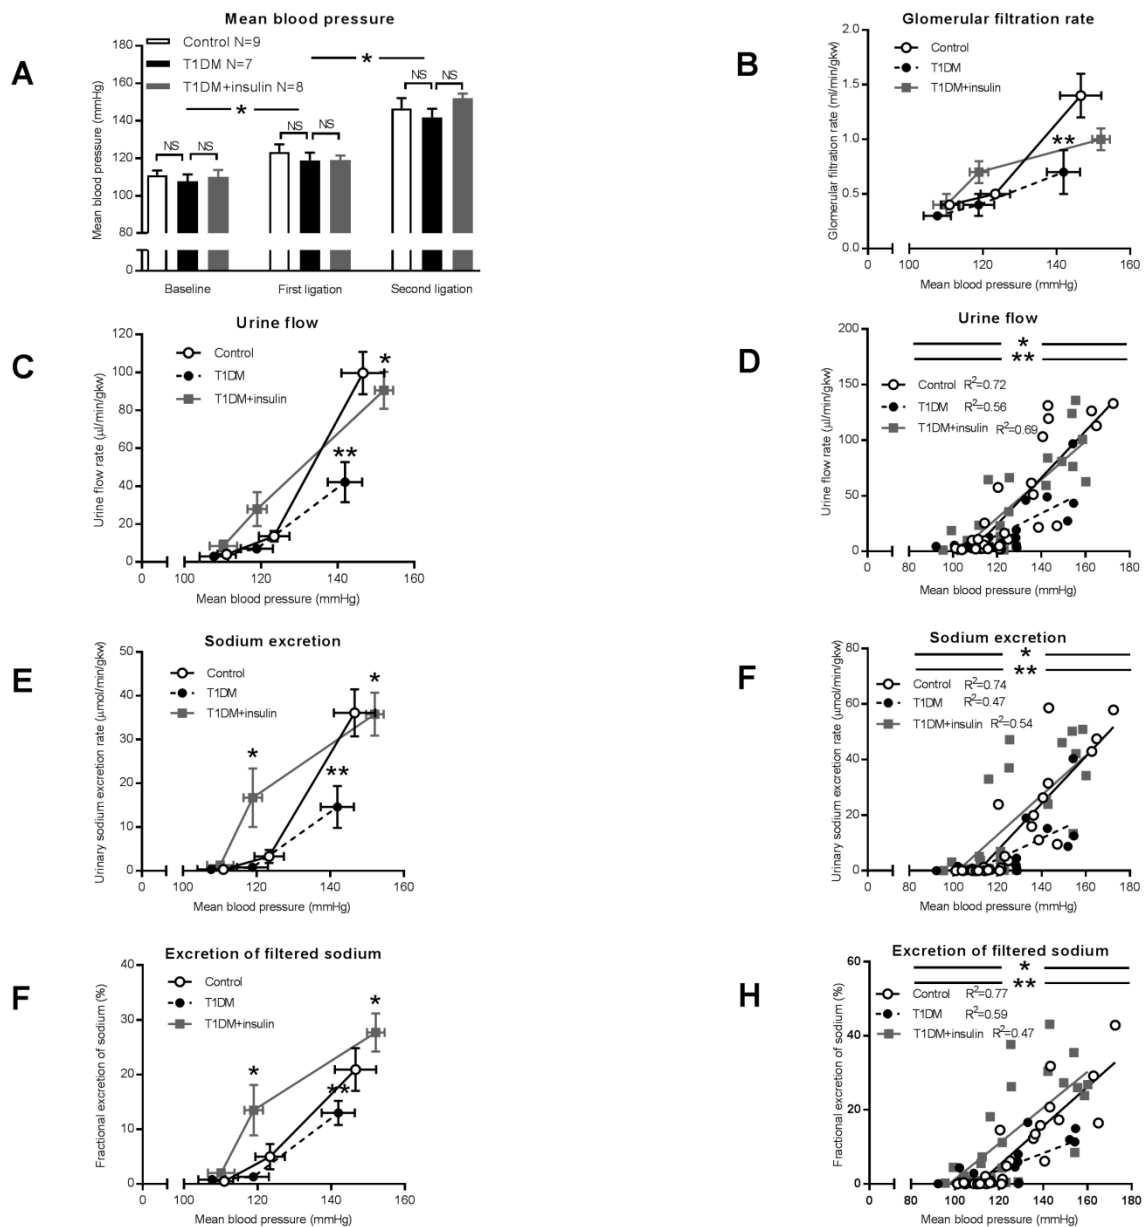 A
Mean blood pressure
Mean blood pressure (mmHg)
180
160
140
120
100
80
0
Control N=9
T1DM N=7
T1DM+insulin N=8
*
*
NS
NS
NS
NS
NS
NS
Baseline
First ligation
Second ligation
B
Glomerular filtration rate
Glomerular filtration rate (ml/min/gkw)
2.0
1.5
1.0
0.5
0.0
Control
T1DM
T1DM+insulin
**
0
100
120
140
160
Mean blood pressure (mmHg)
C
Urine flow
Urine flow rate (µl/min/gkw)
120
100
80
60
40
20
0
Control
T1DM
T1DM+insulin
*
**
0
100
120
140
160
Mean blood pressure (mmHg)
D
Urine flow
Urine flow rate (µl/min/gkw)
200
150
100
50
0
*
**
Control R²=0.72
T1DM R²=0.56
T1DM+insulin R²=0.69
0
80
100
120
140
160
180
Mean blood pressure (mmHg)
E
Sodium excretion
Urinary sodium excretion rate (µmol/min/gkw)
50
40
30
20
10
0
Control
T1DM
T1DM+insulin
*
*
**
0
100
120
140
160
Mean blood pressure (mmHg)
F
Sodium excretion
Urinary sodium excretion rate (µmol/min/gkw)
80
60
40
20
0
*
**
Control R²=0.74
T1DM R²=0.47
T1DM+insulin R²=0.54
0
80
100
120
140
160
180
Mean blood pressure (mmHg)
F
Excretion of filtered sodium
Fractional excretion of sodium (%)
40
30
20
10
0
Control
T1DM
T1DM+insulin
*
*
**
0
100
120
140
160
Mean blood pressure (mmHg)
H
Excretion of filtered sodium
Fractional excretion of sodium (%)
60
40
20
0
*
**
Control R²=0.77
T1DM R²=0.59
T1DM+insulin R²=0.47
0
80
100
120
140
160
180
Mean blood pressure (mmHg)